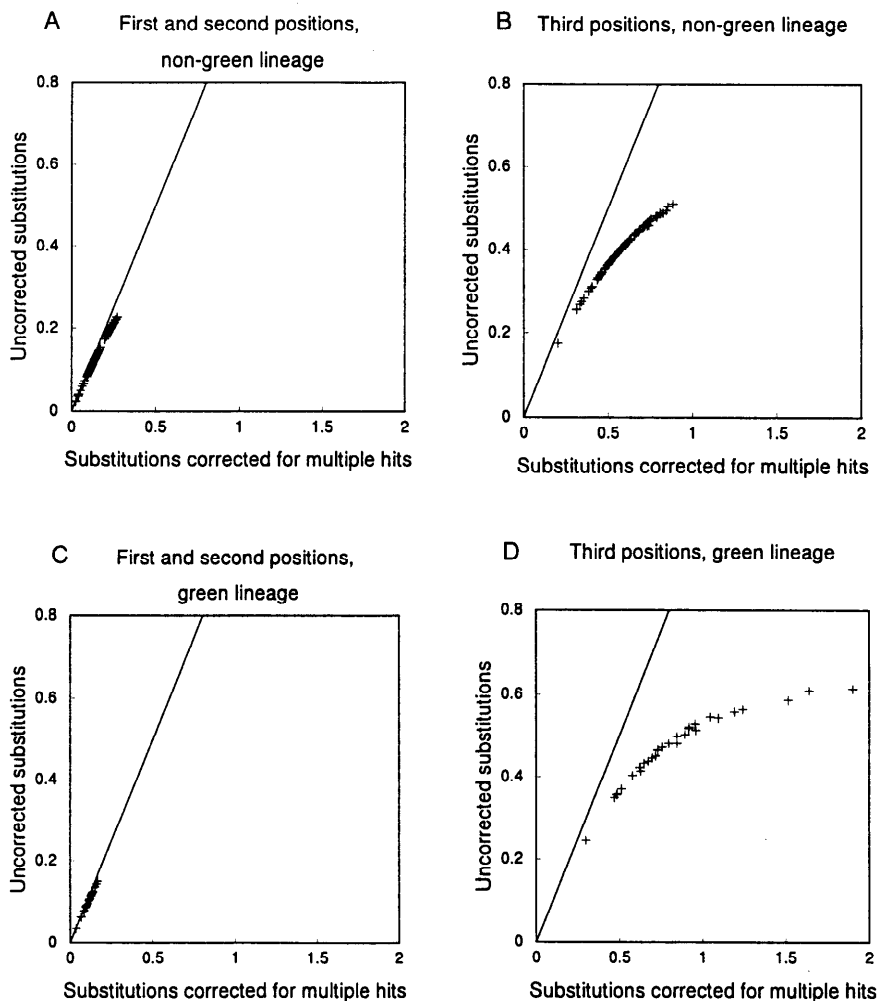 A First and second positions,
non-green lineage
0.8
0.6
0.4
0.2
0
Uncorrected substitutions
0 0.5 1 1.5 2
Substitutions corrected for multiple hits
B Third positions, non-green lineage
0.8
0.6
0.4
0.2
0
Uncorrected substitutions
0 0.5 1 1.5 2
Substitutions corrected for multiple hits
C First and second positions,
green lineage
0.8
0.6
0.4
0.2
0
Uncorrected substitutions
0 0.5 1 1.5 2
Substitutions corrected for multiple hits
D Third positions, green lineage
0.8
0.6
0.4
0.2
0
Uncorrected substitutions
0 0.5 1 1.5 2
Substitutions corrected for multiple hits